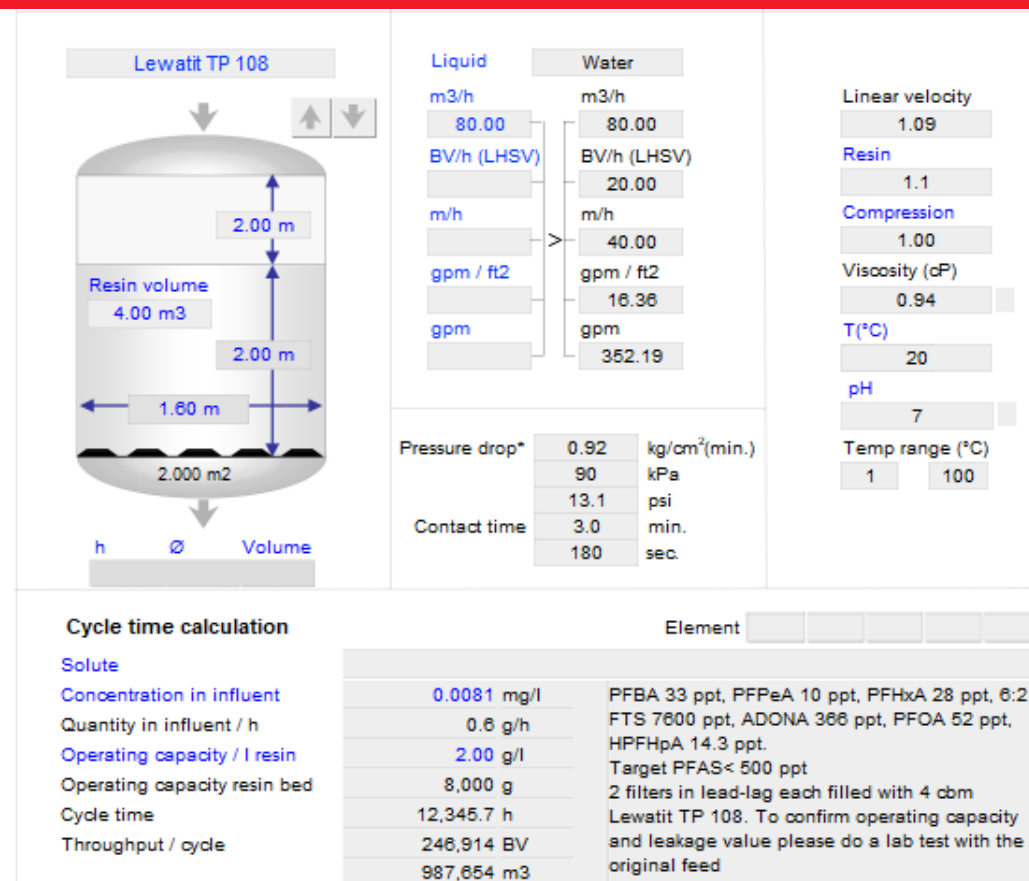 Lewatit TP 108
2.00 m
Resin volume
4.00 m3
2.00 m
1.60 m
2.000 m2
h Ø Volume
Liquid Water
m3/h m3/h
80.00 80.00
BV/h (LHSV) BV/h (LHSV)
20.00
m/h m/h
> 40.00
gpm / ft2 gpm / ft2
16.36
gpm gpm
352.19
Pressure drop* 0.92 kg/cm²(min.)
90 kPa
13.1 psi
Contact time 3.0 min.
180 sec.
Linear velocity
1.09
Resin
1.1
Compression
1.00
Viscosity (cP)
0.94
T(°C)
20
pH
7
Temp range (°C)
1 100
Cycle time calculation
Element
Solute
Concentration in influent 0.0081 mg/l
Quantity in influent / h 0.6 g/h
Operating capacity / l resin 2.00 g/l
Operating capacity resin bed 8,000 g
Cycle time 12,345.7 h
Throughput / cycle 246,914 BV
987,654 m3
PFBA 33 ppt, PFPeA 10 ppt, PFHxA 28 ppt, 6:2
FTS 7600 ppt, ADONA 366 ppt, PFOA 52 ppt,
HPFHpA 14.3 ppt.
Target PFAS< 500 ppt
2 filters in lead-lag each filled with 4 cbm
Lewatit TP 108. To confirm operating capacity
and leakage value please do a lab test with the
original feed